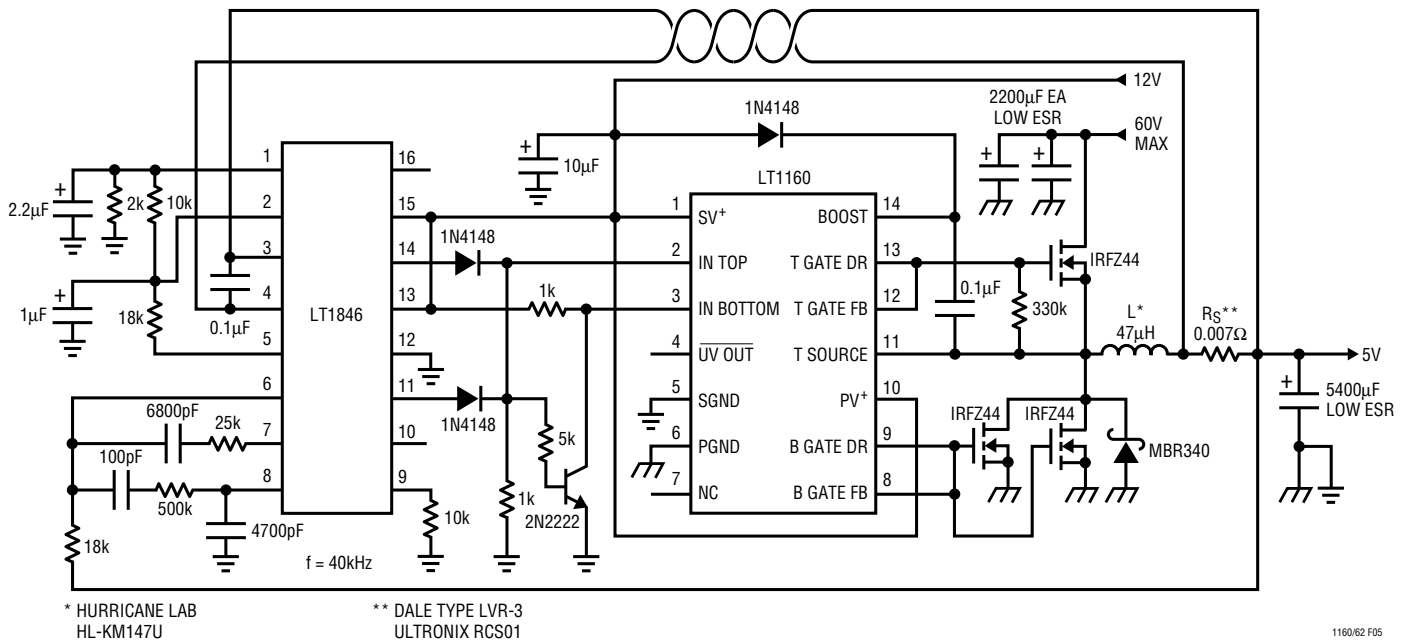 12V
1N4148
2200μF EA
LOW ESR
60V
MAX
+
10μF
+
+
LT1160
+
2.2μF
2k
10k
1
2
3
4
5
6
7
8
LT1846
16
15
14
13
12
11
10
9
+
1μF
18k
0.1μF
1N4148
1k
1N4148
5k
1k
2N2222
10k
1
2
3
4
5
6
7
SV+
IN TOP
IN BOTTOM
UV OUT
SGND
PGND
NC
BOOST
T GATE DR
T GATE FB
T SOURCE
PV+
B GATE DR
B GATE FB
14
13
12
11
10
9
8
0.1μF
330k
IRFZ44
L*
47μH
RS**
0.007Ω
5V
+
5400μF
LOW ESR
IRFZ44
IRFZ44
MBR340
6800pF
25k
100pF
500k
4700pF
18k
f = 40kHz
* HURRICANE LAB
HL-KM147U
** DALE TYPE LVR-3
ULTRONIX RCS01
1160/62 F05